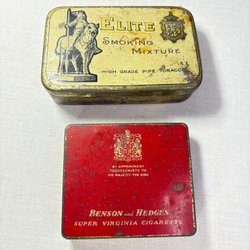 ELITE
SMOKING
MIXTURE
HIGH GRADE PIPE TOBACCO
BY APPOINTMENT
TOBACCONISTS TO
HIS MAJESTY THE KING
BENSON and HEDGES
SUPER VIRGINIA CIGARETTE